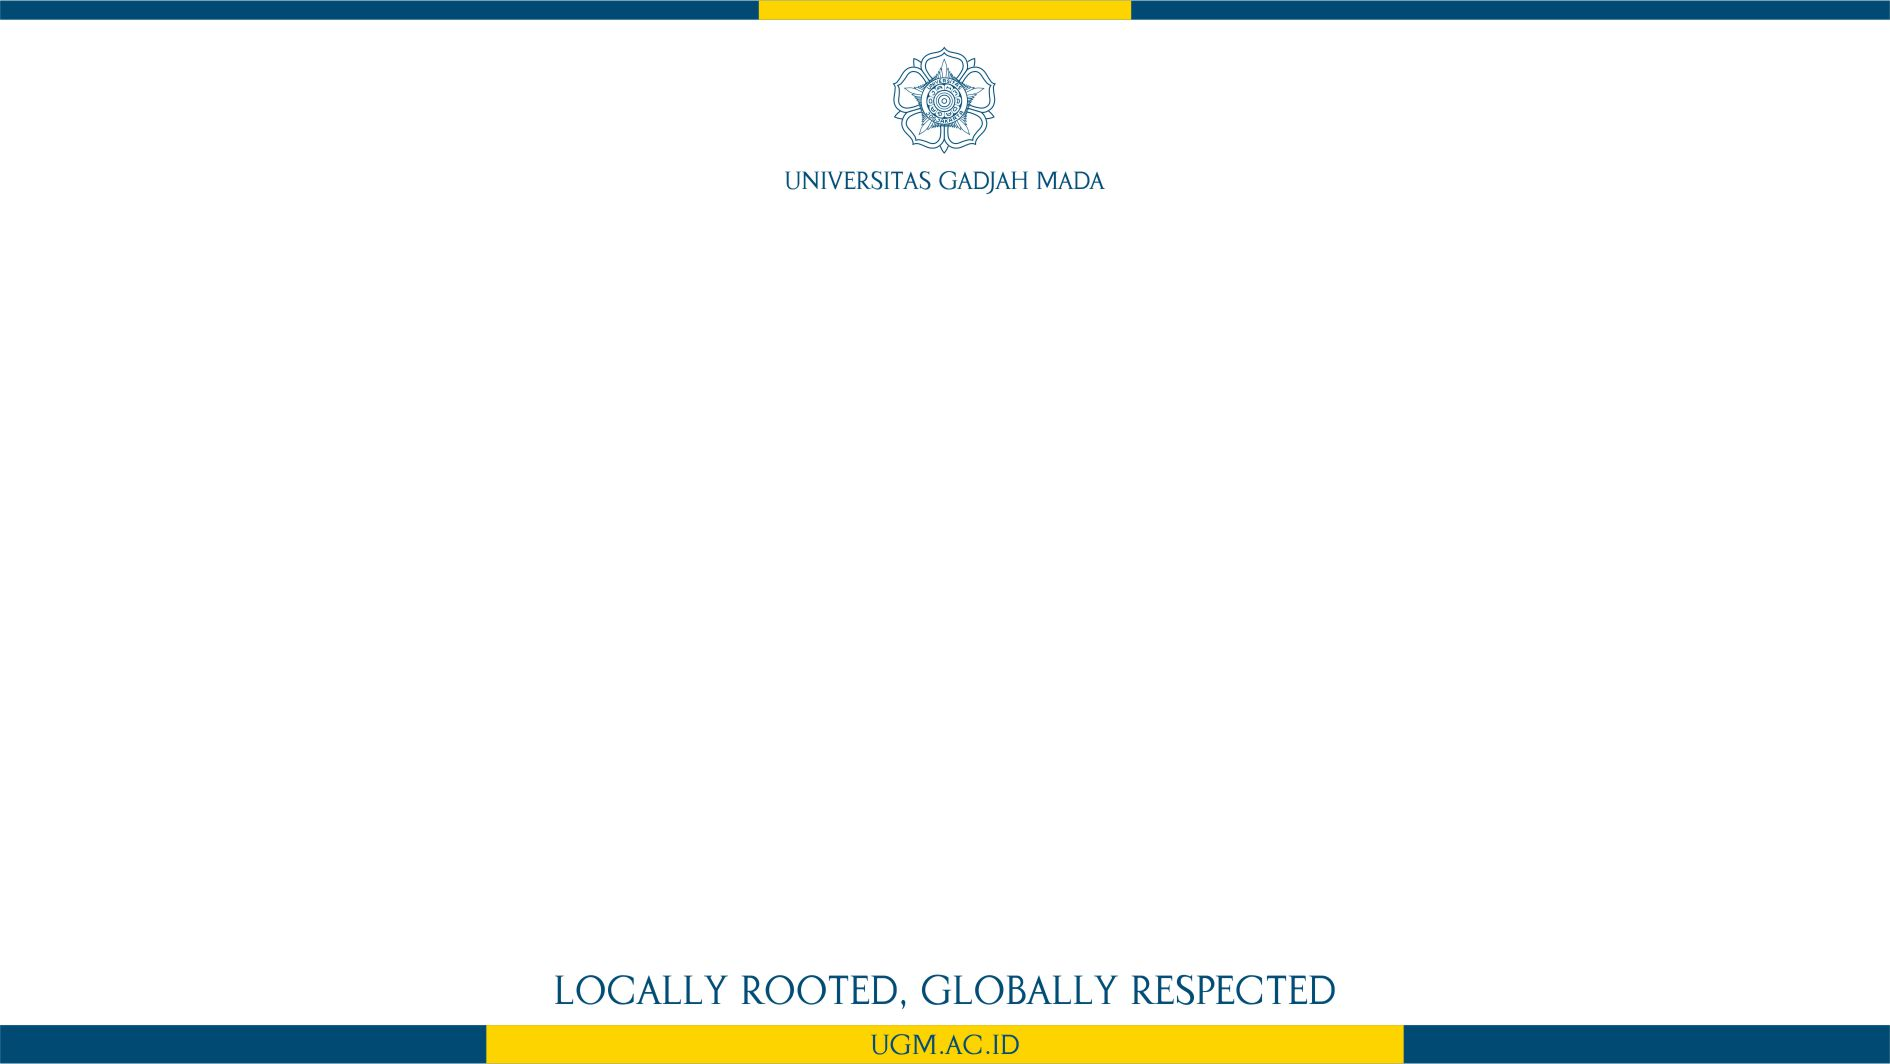 UNIVERSITAS GADJAH MADA
LOCALLY ROOTED, GLOBALLY RESPECTED
UGM.AC.ID